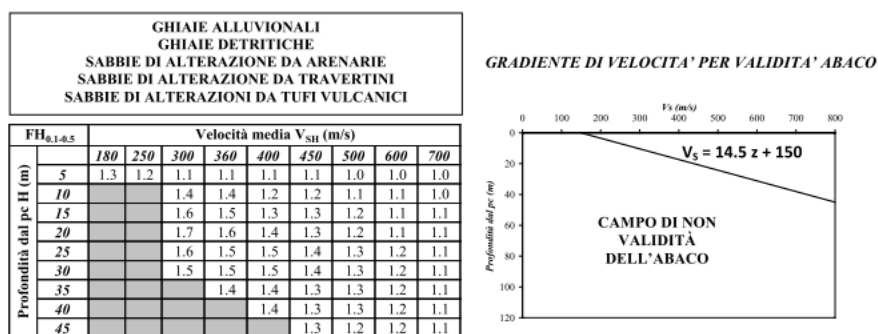 GHIAIE ALLUVIONALI
GHIAIE DETRITICHE
SABBIE DI ALTERAZIONE DA ARENARIE
SABBIE DI ALTERAZIONE DA TRAVERTINI
SABBIE DI ALTERAZIONI DA TUFI VULCANICI
FH0.1-0.5 Velocità media VSH (m/s)
180 250 300 360 400 450 500 600 700
Profondità dal pc H (m)
5 1.3 1.2 1.1 1.1 1.1 1.1 1.0 1.0 1.0
10 1.4 1.4 1.2 1.2 1.1 1.1 1.0
15 1.6 1.5 1.3 1.3 1.2 1.1 1.1
20 1.7 1.6 1.4 1.3 1.2 1.1 1.1
25 1.6 1.5 1.5 1.4 1.3 1.2 1.1
30 1.5 1.5 1.5 1.4 1.3 1.2 1.1
35 1.4 1.4 1.3 1.3 1.2 1.1
40 1.4 1.3 1.3 1.2 1.1
45 1.3 1.2 1.2 1.1
GRADIENTE DI VELOCITA' PER VALIDITA' ABACO
Vs (m/s)
0 100 200 300 400 500 600 700 800
Profondità dal pc (m)
0
20
40
60
80
100
120
VS = 14.5 z + 150
CAMPO DI NON
VALIDITÀ
DELL'ABACO